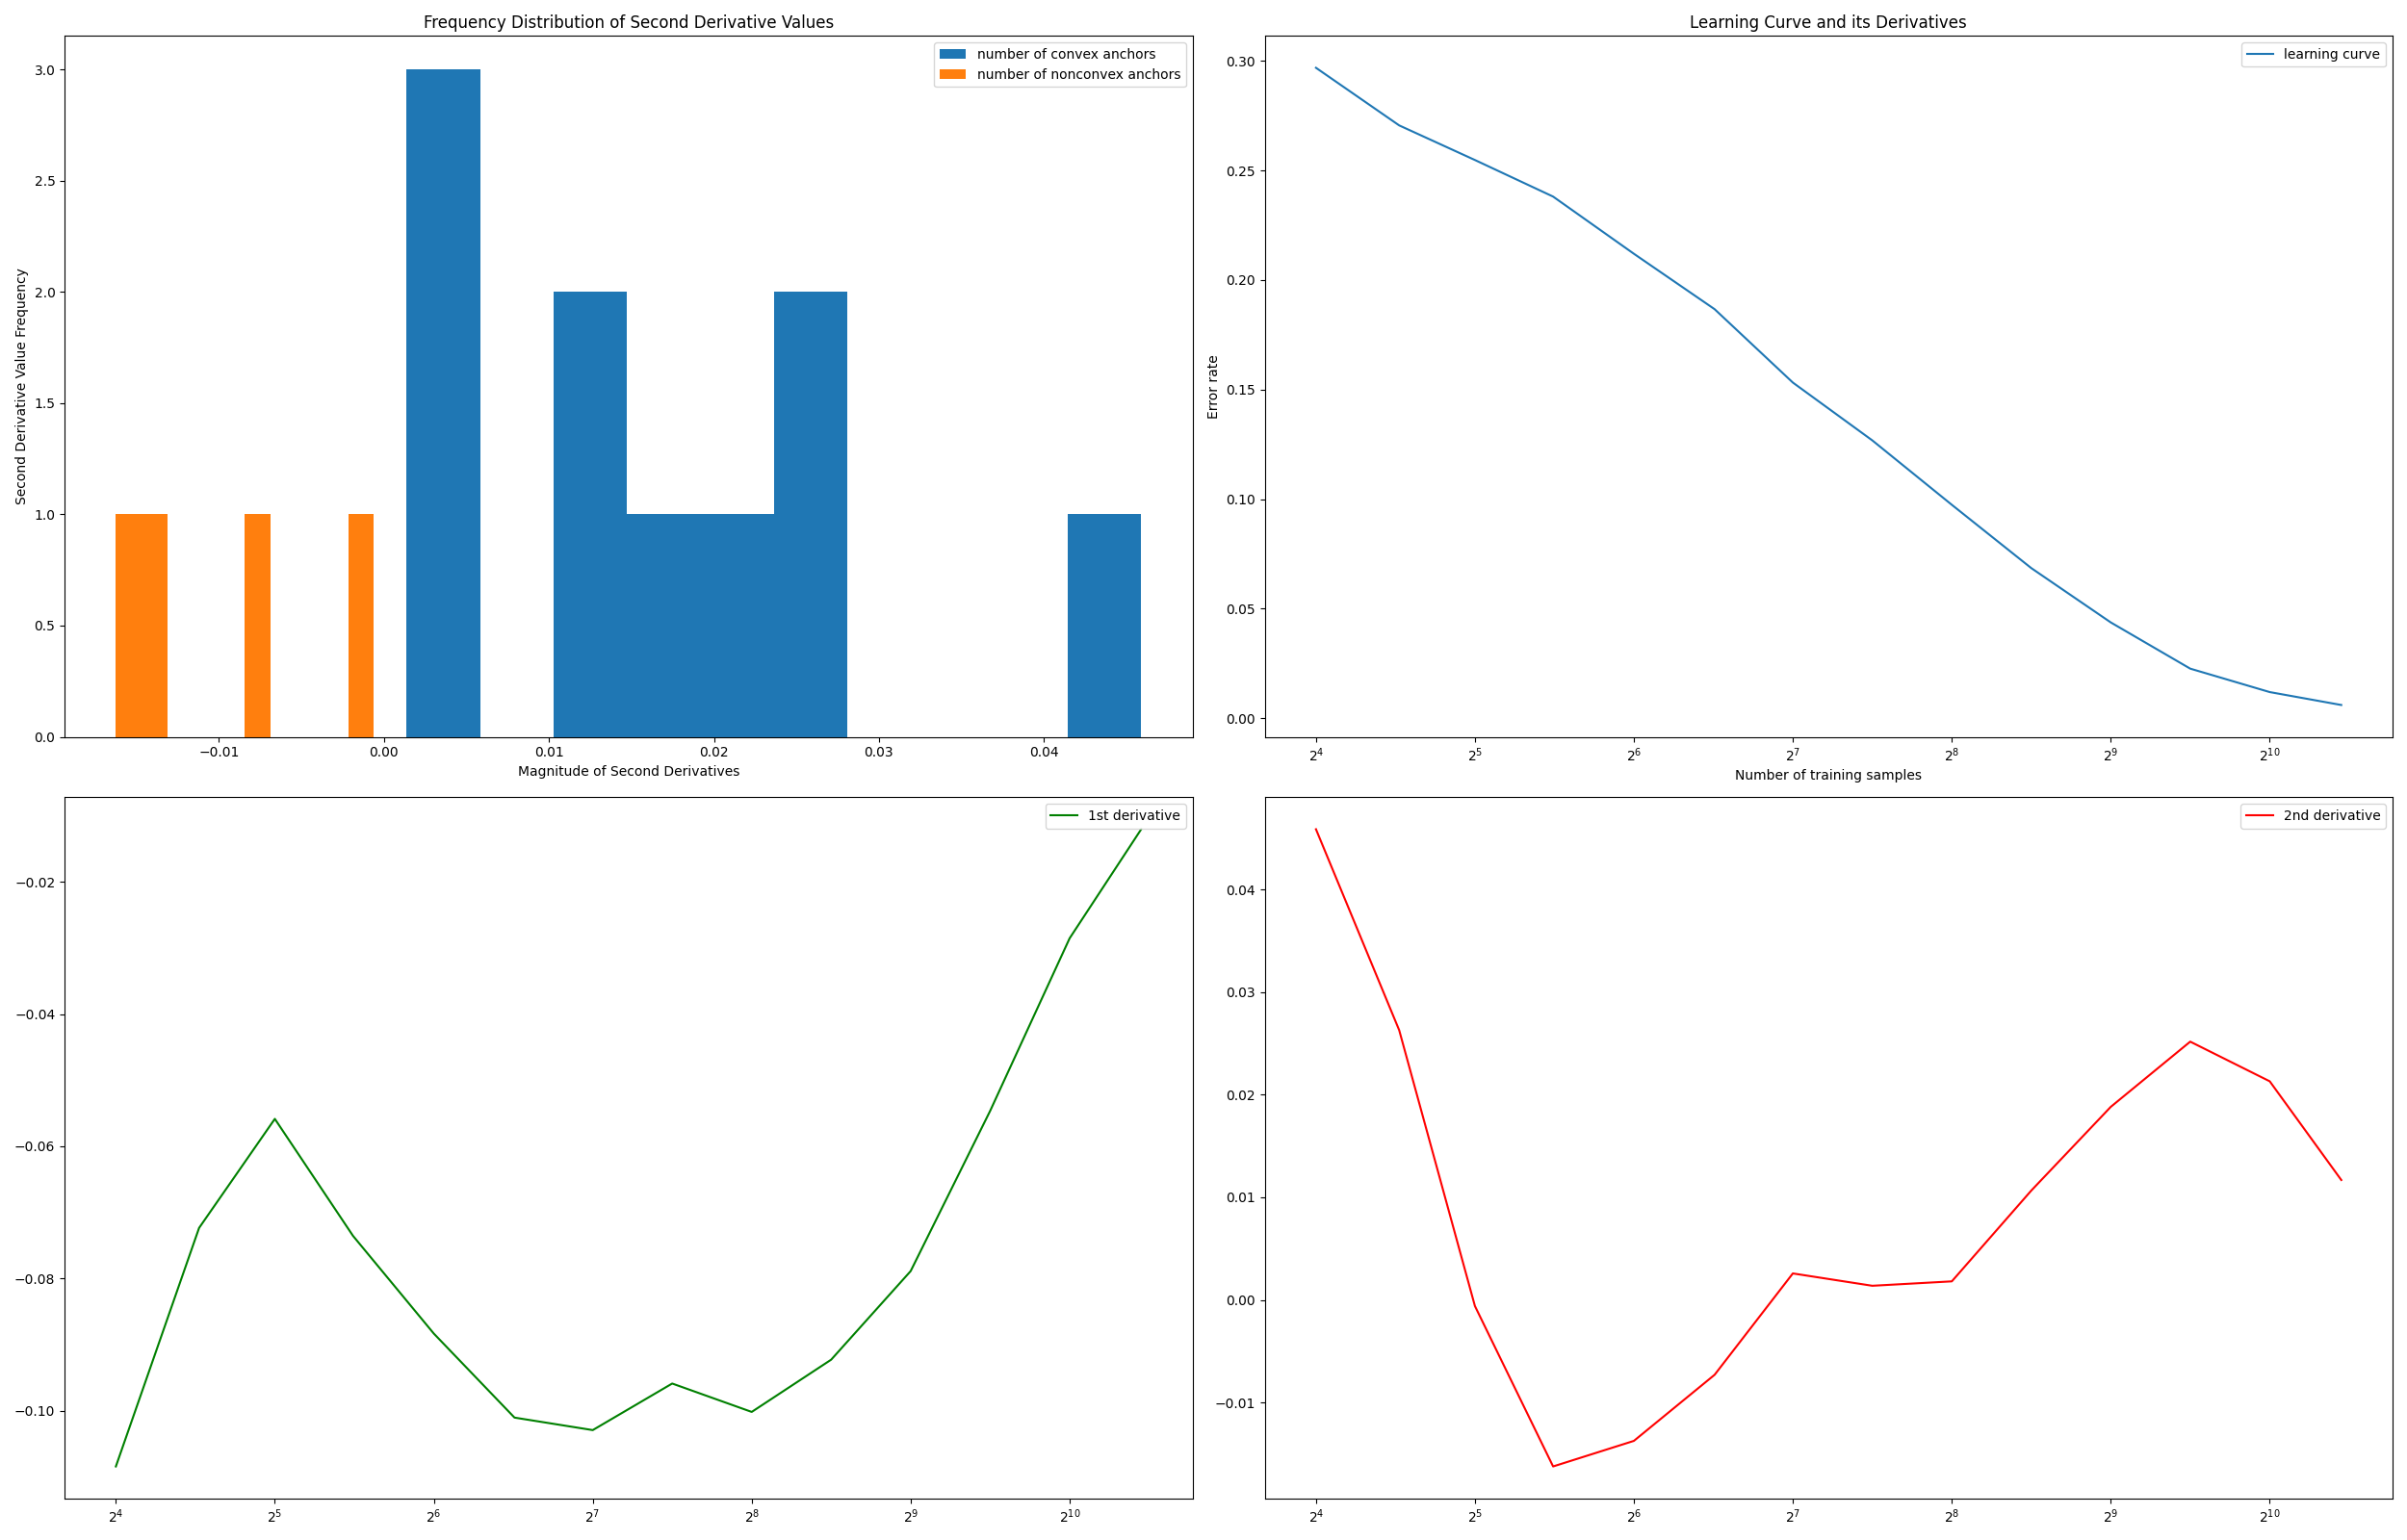 Frequency Distribution of Second Derivative Values
number of convex anchors
number of nonconvex anchors
3.0
2.5
2.0
1.5
1.0
0.5
0.0
Second Derivative Value Frequency
−0.01 0.00 0.01 0.02 0.03 0.04
Magnitude of Second Derivatives
Learning Curve and its Derivatives
learning curve
0.30
0.25
0.20
0.15
0.10
0.05
0.00
Error rate
2⁴ 2⁵ 2⁶ 2⁷ 2⁸ 2⁹ 2¹⁰
Number of training samples
1st derivative
−0.02
−0.04
−0.06
−0.08
−0.10
2⁴ 2⁵ 2⁶ 2⁷ 2⁸ 2⁹ 2¹⁰
2nd derivative
0.04
0.03
0.02
0.01
0.00
−0.01
2⁴ 2⁵ 2⁶ 2⁷ 2⁸ 2⁹ 2¹⁰